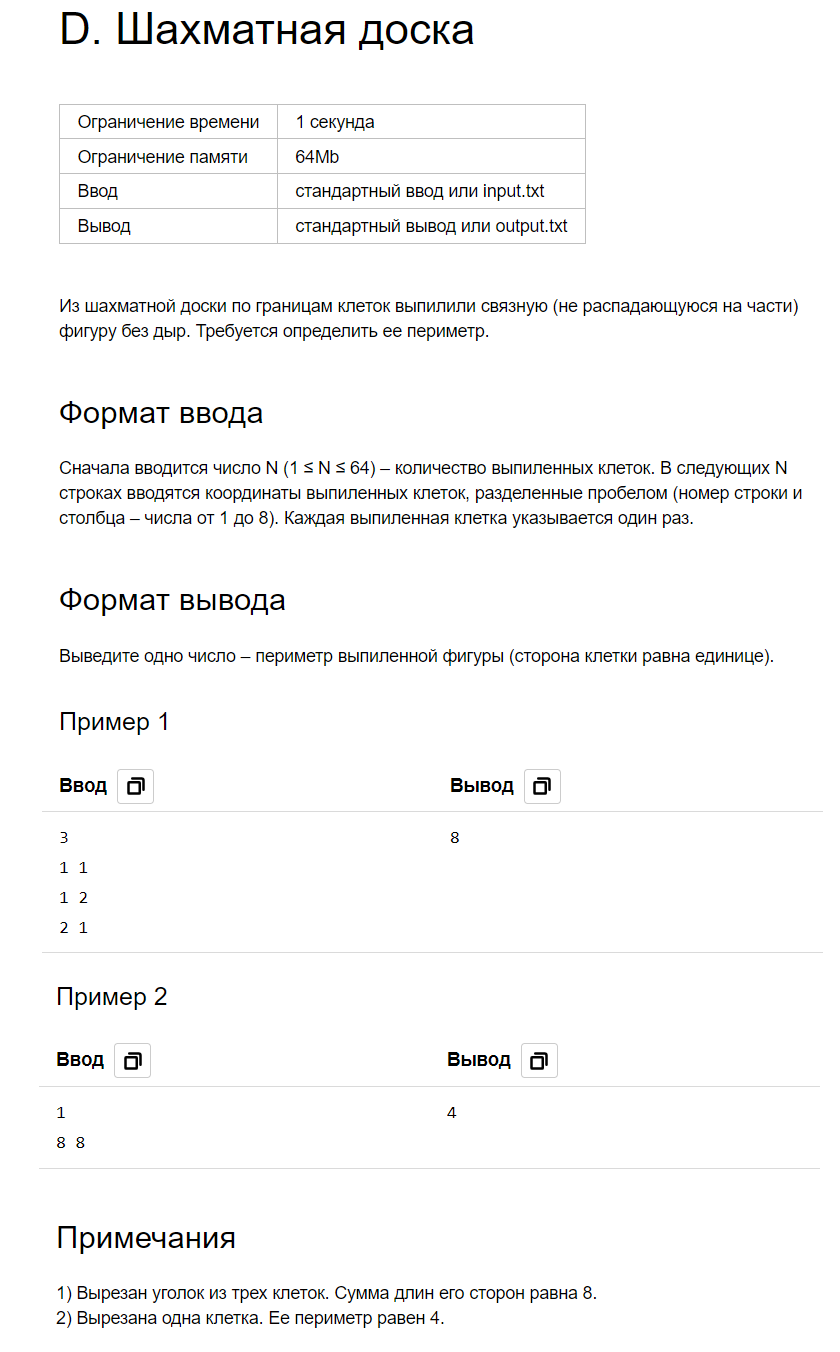 D. Шахматная доска
Ограничение времени 1 секунда
Ограничение памяти 64Mb
Ввод стандартный ввод или input.txt
Вывод стандартный вывод или output.txt
Из шахматной доски по границам клеток выпилили связную (не распадающуюся на части)
фигуру без дыр. Требуется определить ее периметр.
Формат ввода
Сначала вводится число N (1 ≤ N ≤ 64) – количество выпиленных клеток. В следующих N
строках вводятся координаты выпиленных клеток, разделенные пробелом (номер строки и
столбца – числа от 1 до 8). Каждая выпиленная клетка указывается один раз.
Формат вывода
Выведите одно число – периметр выпиленной фигуры (сторона клетки равна единице).
Пример 1
Ввод Вывод
3 8
1 1
1 2
2 1
Пример 2
Ввод Вывод
1 4
8 8
Примечания
1) Вырезан уголок из трех клеток. Сумма длин его сторон равна 8.
2) Вырезана одна клетка. Ее периметр равен 4.